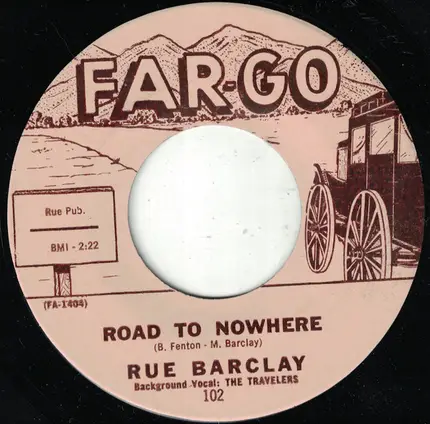 FAR-GO
Rue Pub.
BMI - 2:22
(FA-1404)
ROAD TO NOWHERE
(B. Fenton - M. Barclay)
RUE BARCLAY
Background Vocal: THE TRAVELERS
102